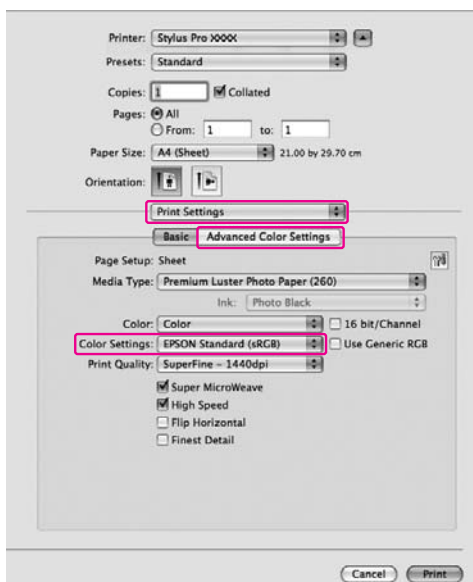 Printer: Stylus Pro XXXX
Presets: Standard
Copies: 1 Collated
Pages: All
From: 1 to: 1
Paper Size: A4 (Sheet) 21.00 by 29.70 cm
Orientation:
Print Settings
Basic Advanced Color Settings
Page Setup: Sheet
Media Type: Premium Luster Photo Paper (260)
Ink: Photo Black
Color: Color 16 bit/Channel
Color Settings: EPSON Standard (sRGB) Use Generic RGB
Print Quality: SuperFine – 1440dpi
Super MicroWeave
High Speed
Flip Horizontal
Finest Detail
Cancel Print